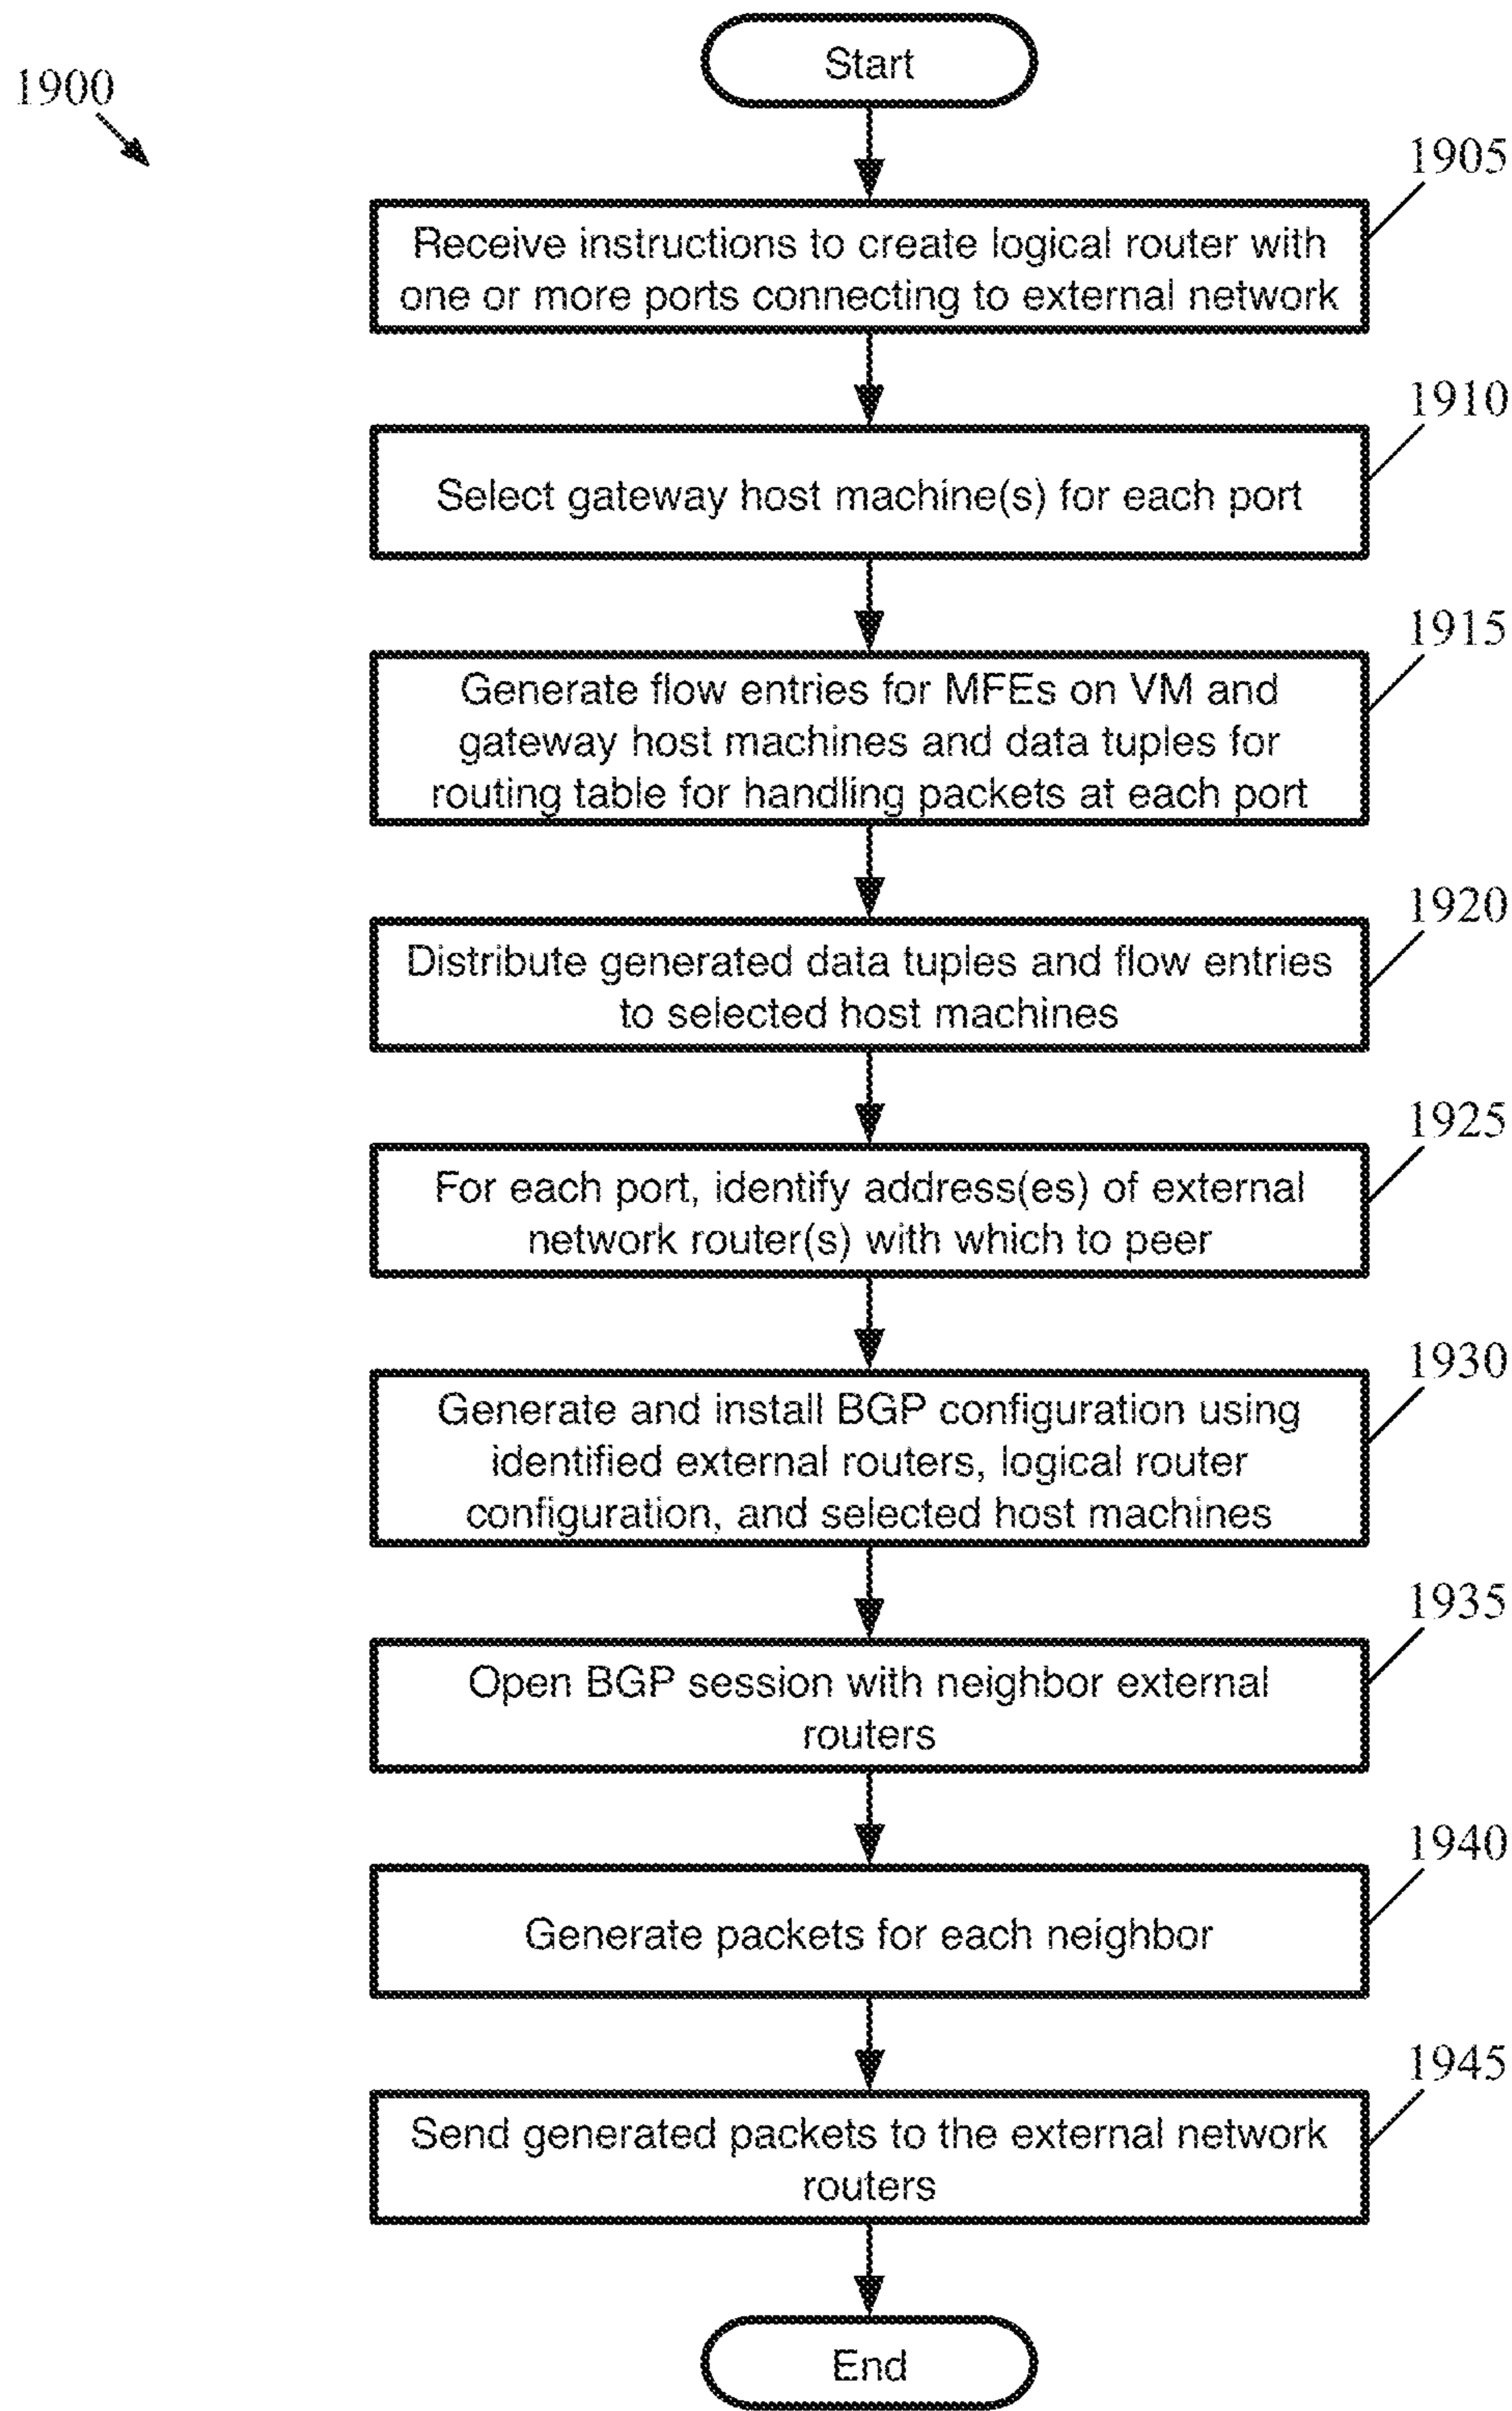 1900
Start
1905
Receive instructions to create logical router with
one or more ports connecting to external network
1910
Select gateway host machine(s) for each port
1915
Generate flow entries for MFEs on VM and
gateway host machines and data tuples for
routing table for handling packets at each port
1920
Distribute generated data tuples and flow entries
to selected host machines
1925
For each port, identify address(es) of external
network router(s) with which to peer
1930
Generate and install BGP configuration using
identified external routers, logical router
configuration, and selected host machines
1935
Open BGP session with neighbor external
routers
1940
Generate packets for each neighbor
1945
Send generated packets to the external network
routers
End